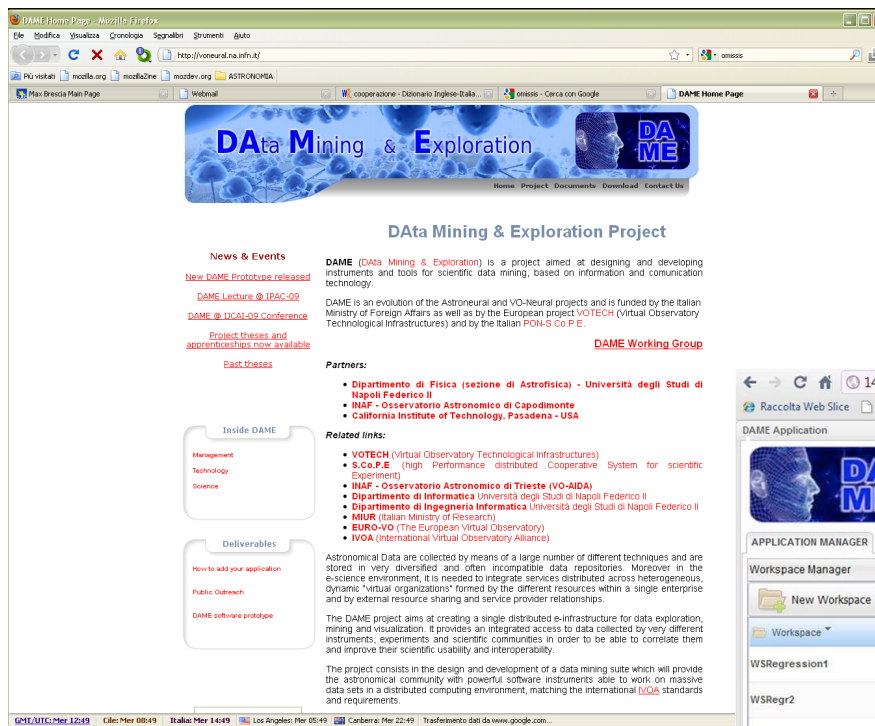 DAME Home Page - Mozilla Firefox
File Modifica Visualizza Cronologia Segnalibri Strumenti Aiuto
http://voneural.na.infn.it/
omissis
Più visitati mozilla.org mozillaZine mozdev.org ASTRONOMIA
Max Brescia Main Page
Webmail
cooperazione - Dizionario Inglese-Italia...
omissis - Cerca con Google
DAME Home Page
DAta Mining & Exploration
DA
ME
Home Project Documents Download Contact Us
DAta Mining & Exploration Project
News & Events
New DAME Prototype released
DAME Lecture @ IPAC-09
DAME @ IJCAI-09 Conference
Project theses and
apprenticeships now available
Past theses
Inside DAME
Management
Technology
Science
Deliverables
How to add your application
Public Outreach
DAME software prototype
DAME (DAta Mining & Exploration) is a project aimed at designing and developing
instruments and tools for scientific data mining, based on information and comunication
technology.
DAME is an evolution of the Astroneural and VO-Neural projects and is funded by the Italian
Ministry of Foreign Affairs as well as by the European project VOTECH (Virtual Observatory
Technological Infrastructures) and by the Italian PON-S.Co.P.E.
DAME Working Group
Partners:
Dipartimento di Fisica (sezione di Astrofisica) - Università degli Studi di
Napoli Federico II
INAF - Osservatorio Astronomico di Capodimonte
California Institute of Technology, Pasadena - USA
Related links:
VOTECH (Virtual Observatory Technological Infrastructures)
S.Co.P.E. (high Performance distributed Cooperative System for scientific
Experiment)
INAF - Osservatorio Astronomico di Trieste (VO-AIDA)
Dipartimento di Informatica Università degli Studi di Napoli Federico II
Dipartimento di Ingegneria Informatica Università degli Studi di Napoli Federico II
MIUR (Italian Ministry of Research)
EURO-VO (The European Virtual Observatory)
IVOA (International Virtual Observatory Alliance)
Astronomical Data are collected by means of a large number of different techniques and are
stored in very diversified and often incompatible data repositories. Moreover in the
e-science environment, it is needed to integrate services distributed across heterogeneous,
dynamic "virtual organizations" formed by the different resources within a single enterprise
and by external resource sharing and service provider relationships.
The DAME project aims at creating a single distributed e-infrastructure for data exploration,
mining and visualization. It provides an integrated access to data collected by very different
instruments, experiments and scientific communities in order to be able to correlate them
and improve their scientific usability and interoperability.
The project consists in the design and development of a data mining suite which will provide
the astronomical community with powerful software instruments able to work on massive
data sets in a distributed computing environment, matching the international IVOA standards
and requirements.
GMT/UTC: Mer 12:49 Cile: Mer 08:49 Italia: Mer 14:49 Los Angeles: Mer 05:49 Canberra: Mer 22:49 Trasferimento dati da www.google.com...
14
Raccolta Web Slice
DAME Application
APPLICATION MANAGER
Workspace Manager
New Workspace
Workspace
WSRegression1
WSRegr2